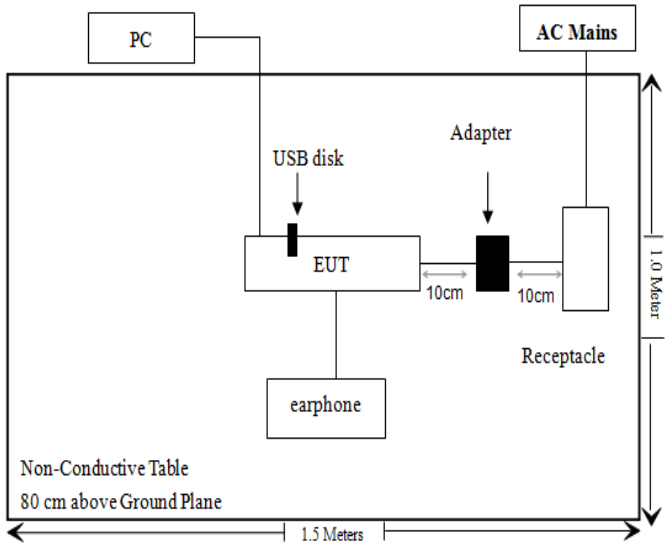 PC
AC Mains
Adapter
USB disk
EUT
10cm
10cm
1.0 Meter
Receptacle
earphone
Non-Conductive Table
80 cm above Ground Plane
1.5 Meters